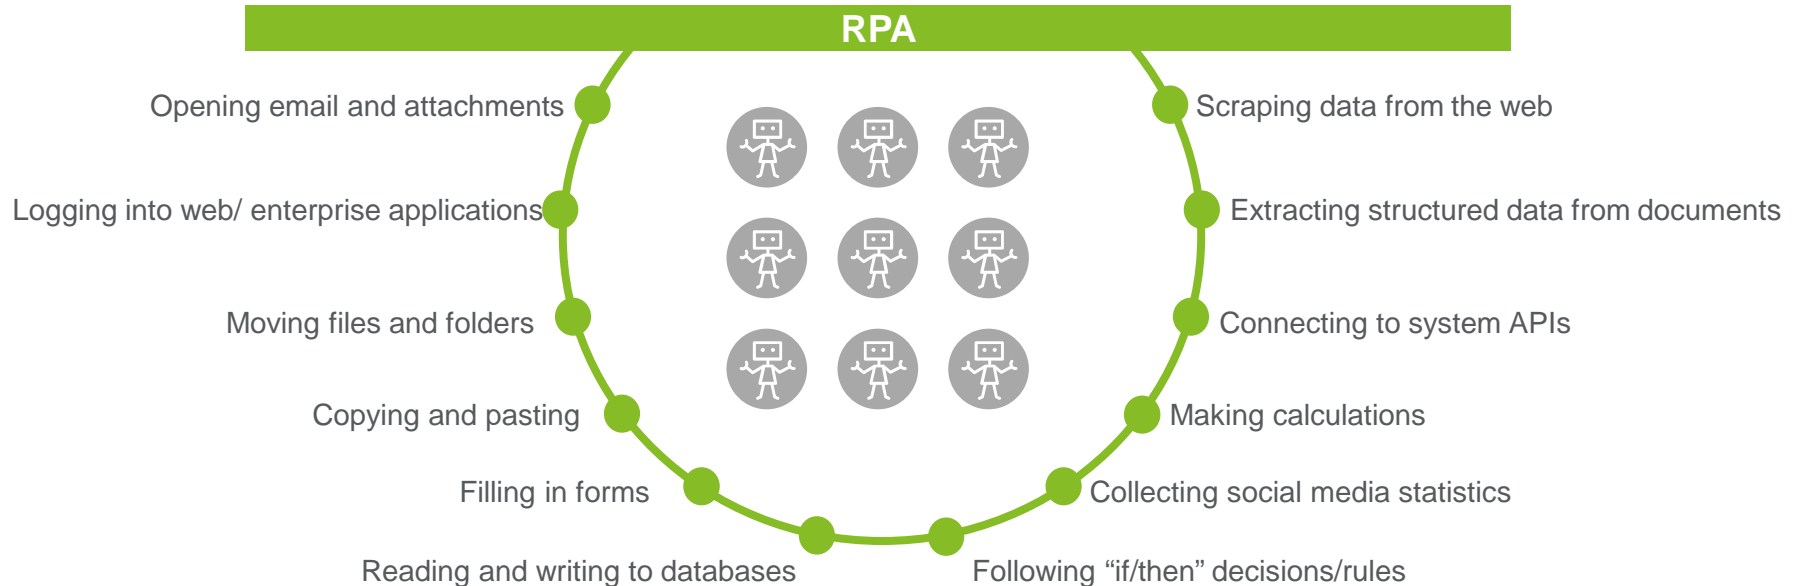 RPA
Opening email and attachments
Logging into web/ enterprise applications
Moving files and folders
Copying and pasting
Filling in forms
Reading and writing to databases
Scraping data from the web
Extracting structured data from documents
Connecting to system APIs
Making calculations
Collecting social media statistics
Following “if/then” decisions/rules